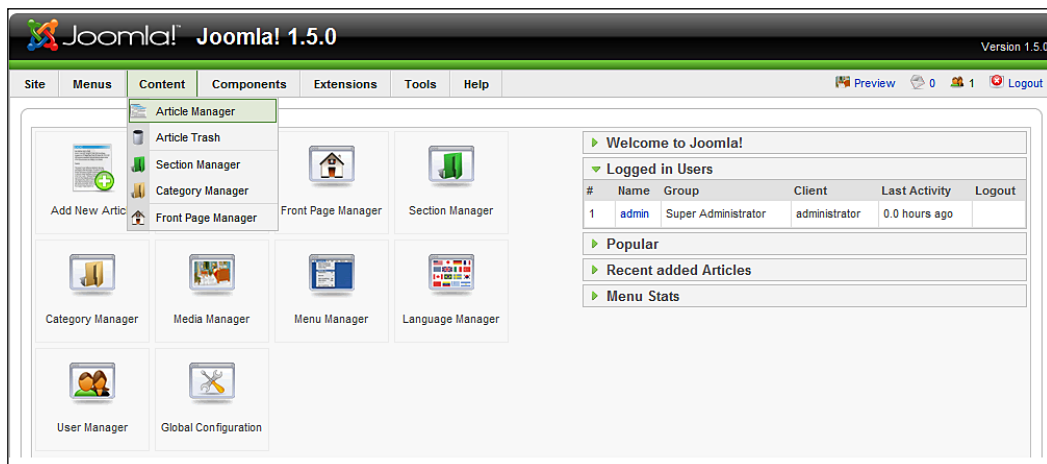 Joomla! Joomla! 1.5.0
Version 1.5.0
Site Menus Content Components Extensions Tools Help Preview 0 1 Logout
Article Manager
Article Trash
Section Manager
Category Manager
Front Page Manager
Add New Artic
Front Page Manager
Section Manager
Category Manager
Media Manager
Menu Manager
Language Manager
User Manager
Global Configuration
Welcome to Joomla!
Logged in Users
# Name Group Client Last Activity Logout
1 admin Super Administrator administrator 0.0 hours ago
Popular
Recent added Articles
Menu Stats